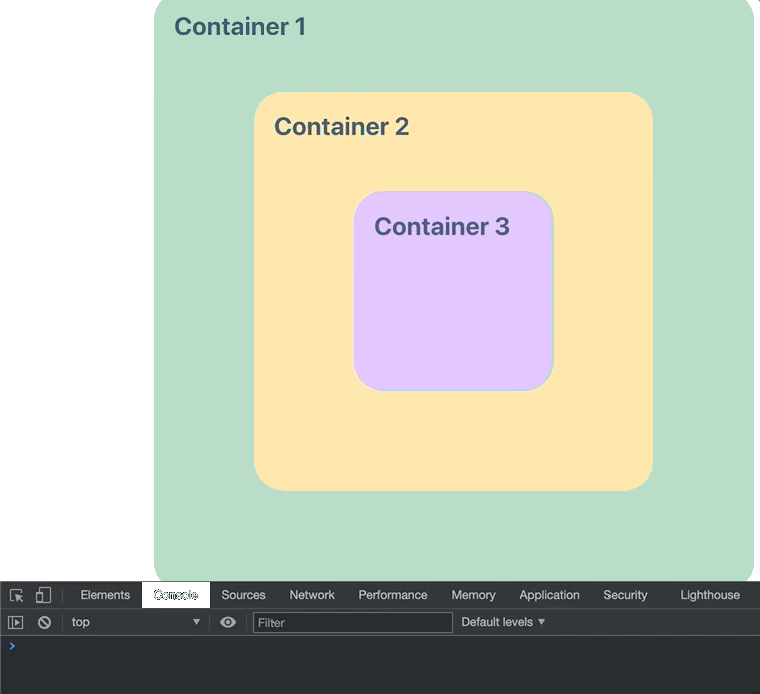 Container 1
Container 2
Container 3
Elements Console Sources Network Performance Memory Application Security Lighthouse
top Filter Default levels